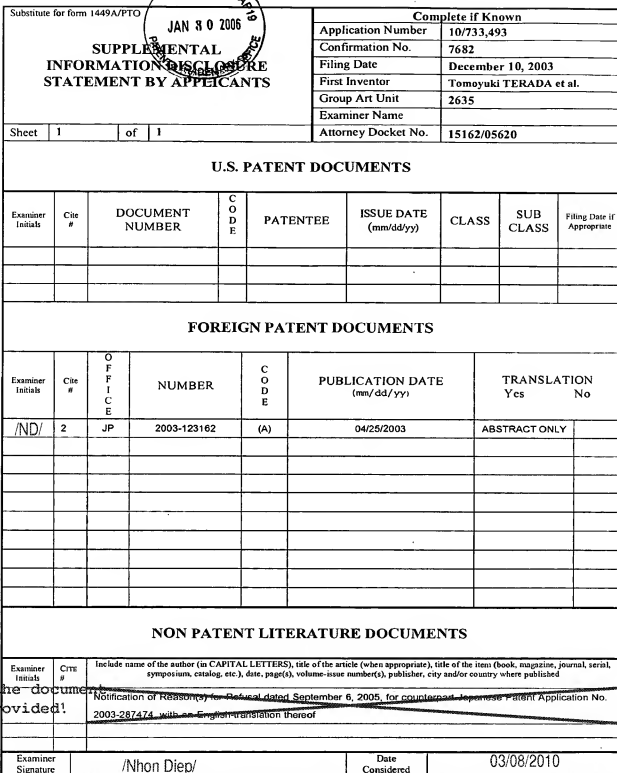 Substitute for form 1449A/PTO
JAN 30 2006
SUPPLEMENTAL
INFORMATION DISCLOSURE
STATEMENT BY APPLICANTS
Sheet 1 of 1
Complete if Known
Application Number 10/733,493
Confirmation No. 7682
Filing Date December 10, 2003
First Inventor Tomoyuki TERADA et al.
Group Art Unit 2635
Examiner Name
Attorney Docket No. 15162/05620
U.S. PATENT DOCUMENTS
Examiner Initials Cite # DOCUMENT NUMBER CODE PATENTEE ISSUE DATE (mm/dd/yy) CLASS SUB CLASS Filing Date if Appropriate
FOREIGN PATENT DOCUMENTS
Examiner Initials Cite # OFFICE NUMBER CODE PUBLICATION DATE (mm/dd/yy) TRANSLATION Yes No
/ND/ 2 JP 2003-123162 (A) 04/25/2003 ABSTRACT ONLY
NON PATENT LITERATURE DOCUMENTS
Examiner Initials CITE # Include name of the author (in CAPITAL LETTERS), title of the article (when appropriate), title of the item (book, magazine, journal, serial,
symposium, catalog, etc.), date, page(s), volume-issue number(s), publisher, city and/or country where published
he document
Notification of Reason(s) for Refusal dated September 6, 2005, for counterpart Japanese Patent Application No.
ovided!
2003-287474, with an English translation thereof
Examiner Signature /Nhon Diep/ Date Considered 03/08/2010